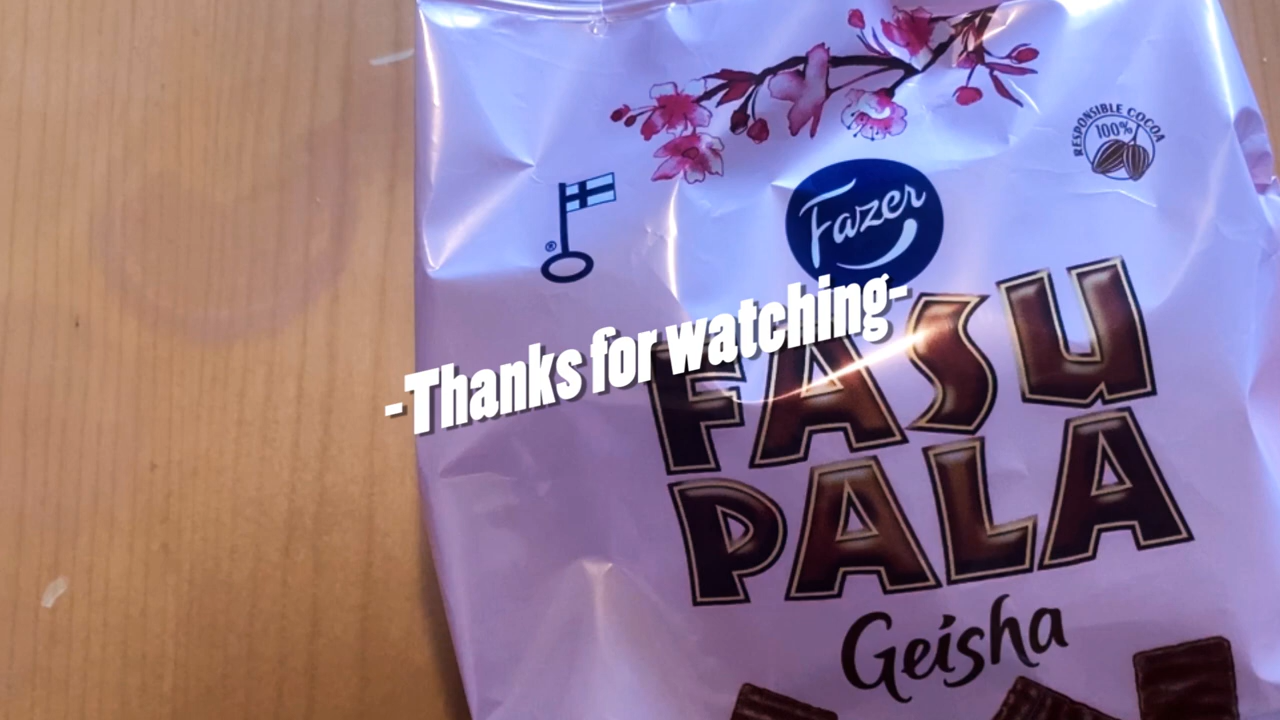 RESPONSIBLE COCOA
100%
®
Fazer
-Thanks for watching-
FASU
PALA
Geisha